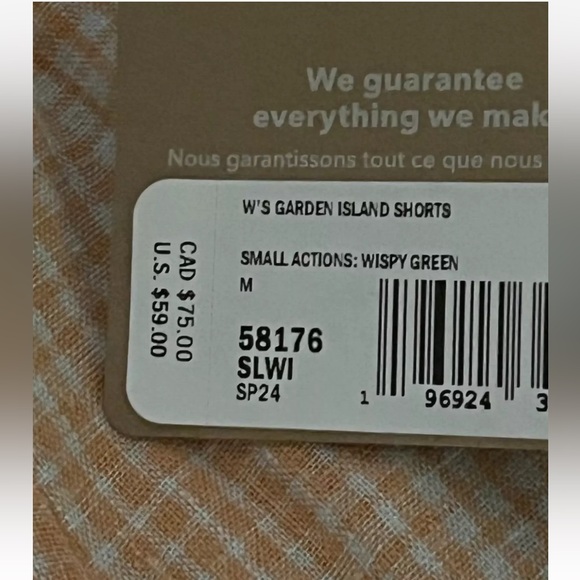 We guarantee
everything we mak
Nous garantissons tout ce que nous
W'S GARDEN ISLAND SHORTS
SMALL ACTIONS: WISPY GREEN
M
CAD $75.00
U.S. $59.00
58176
SLWI
SP24
1 96924 3